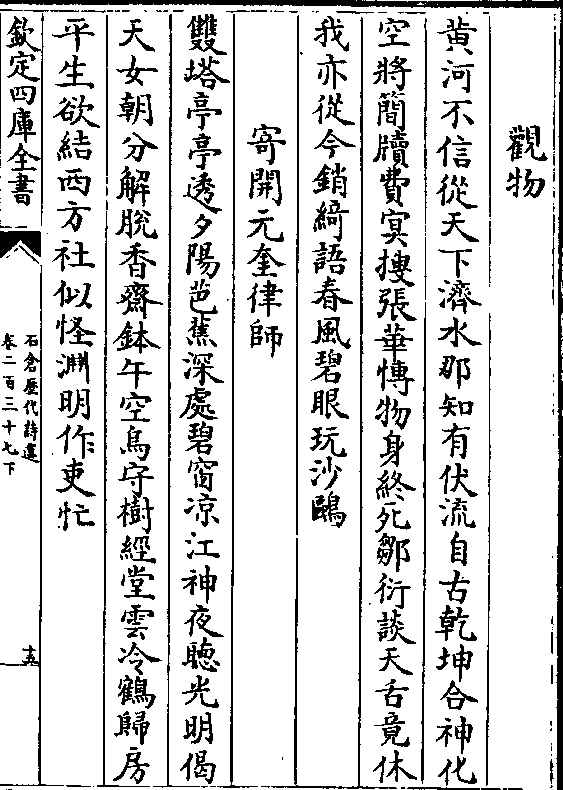 觀物
黄河不信從天下濟水那知有伏流自古乾坤合神化
空將簡牘費冥搜張華愽物身終死鄒衍談天舌竟休
我亦從今銷綺語春風碧眼玩沙鷗
寄開元奎律師
雙塔亭亭透夕陽芭蕉深處碧窗凉江神夜聽光明偈
天女朝分解脫香齋鉢午空鳥守樹經堂雲冷鶴歸房
平生欲結西方社似怪淵明作吏忙
欽定四庫全書
石倉歷代詩選
卷二百三十七下
十五